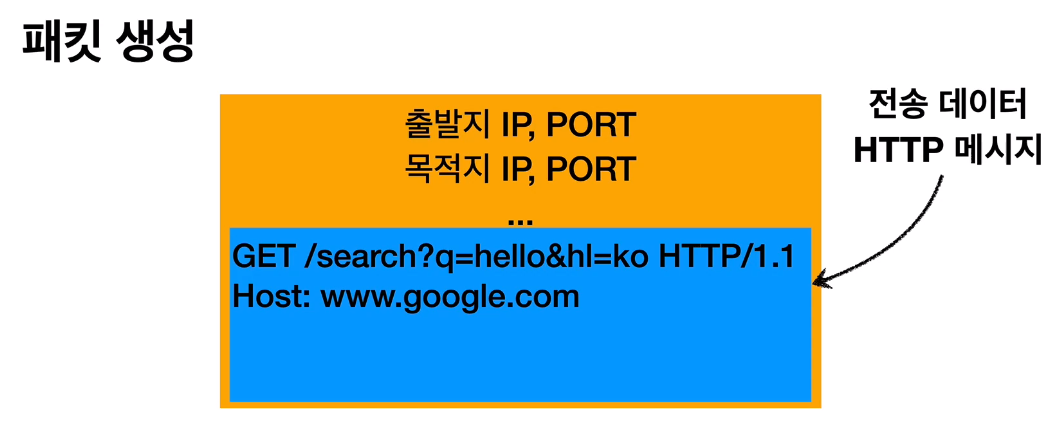 패킷 생성
출발지 IP, PORT
목적지 IP, PORT
...
전송 데이터
HTTP 메시지
GET /search?q=hello&hl=ko HTTP/1.1
Host: www.google.com